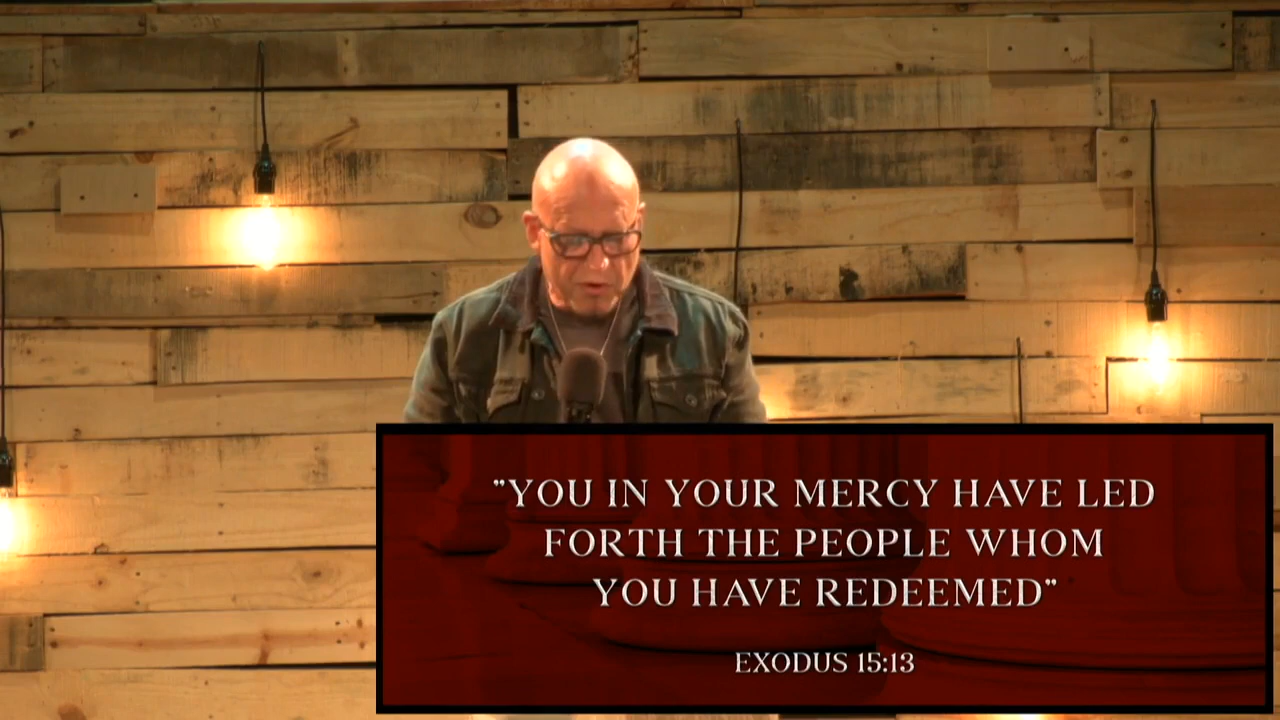 "YOU IN YOUR MERCY HAVE LED
FORTH THE PEOPLE WHOM
YOU HAVE REDEEMED"
EXODUS 15:13